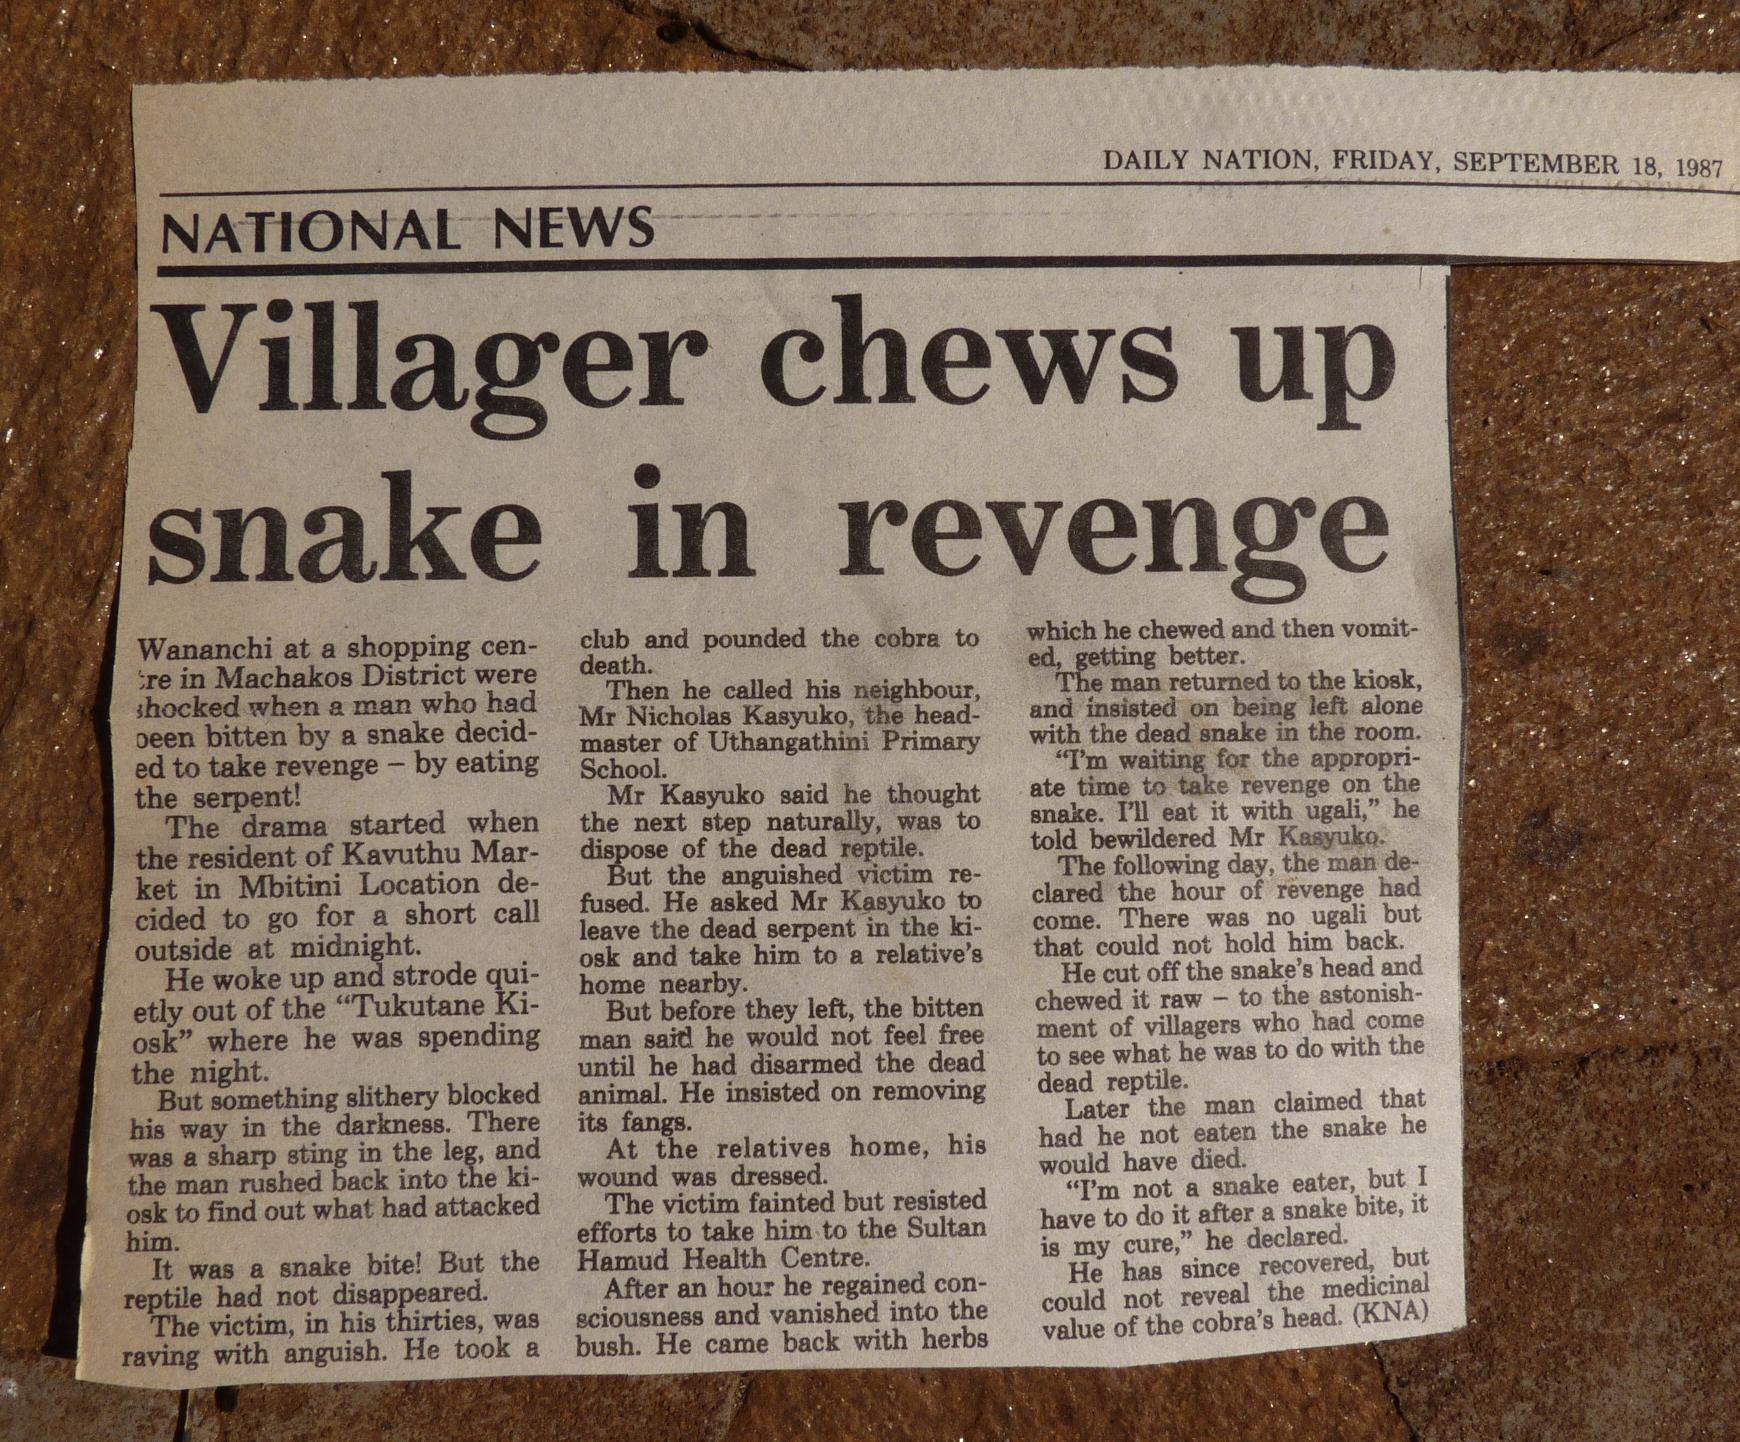 DAILY NATION, FRIDAY, SEPTEMBER 18, 1987
NATIONAL NEWS
Villager chews up
snake in revenge
Wananchi at a shopping cen-
tre in Machakos District were
shocked when a man who had
been bitten by a snake decid-
ed to take revenge – by eating
the serpent!
The drama started when
the resident of Kavuthu Mar-
ket in Mbitini Location de-
cided to go for a short call
outside at midnight.
He woke up and strode qui-
etly out of the “Tukutane Ki-
osk” where he was spending
the night.
But something slithery blocked
his way in the darkness. There
was a sharp sting in the leg, and
the man rushed back into the ki-
osk to find out what had attacked
him.
It was a snake bite! But the
reptile had not disappeared.
The victim, in his thirties, was
raving with anguish. He took a
club and pounded the cobra to
death.
Then he called his neighbour,
Mr Nicholas Kasyuko, the head-
master of Uthangathini Primary
School.
Mr Kasyuko said he thought
the next step naturally, was to
dispose of the dead reptile.
But the anguished victim re-
fused. He asked Mr Kasyuko to
leave the dead serpent in the ki-
osk and take him to a relative's
home nearby.
But before they left, the bitten
man said he would not feel free
until he had disarmed the dead
animal. He insisted on removing
its fangs.
At the relatives home, his
wound was dressed.
The victim fainted but resisted
efforts to take him to the Sultan
Hamud Health Centre.
After an hour he regained con-
sciousness and vanished into the
bush. He came back with herbs
which he chewed and then vomit-
ed, getting better.
The man returned to the kiosk,
and insisted on being left alone
with the dead snake in the room.
“I'm waiting for the appropri-
ate time to take revenge on the
snake. I'll eat it with ugali,” he
told bewildered Mr Kasyuko.
The following day, the man de-
clared the hour of revenge had
come. There was no ugali but
that could not hold him back.
He cut off the snake's head and
chewed it raw – to the astonish-
ment of villagers who had come
to see what he was to do with the
dead reptile.
Later the man claimed that
had he not eaten the snake he
would have died.
“I'm not a snake eater, but I
have to do it after a snake bite, it
is my cure,” he declared.
He has since recovered, but
could not reveal the medicinal
value of the cobra's head. (KNA)